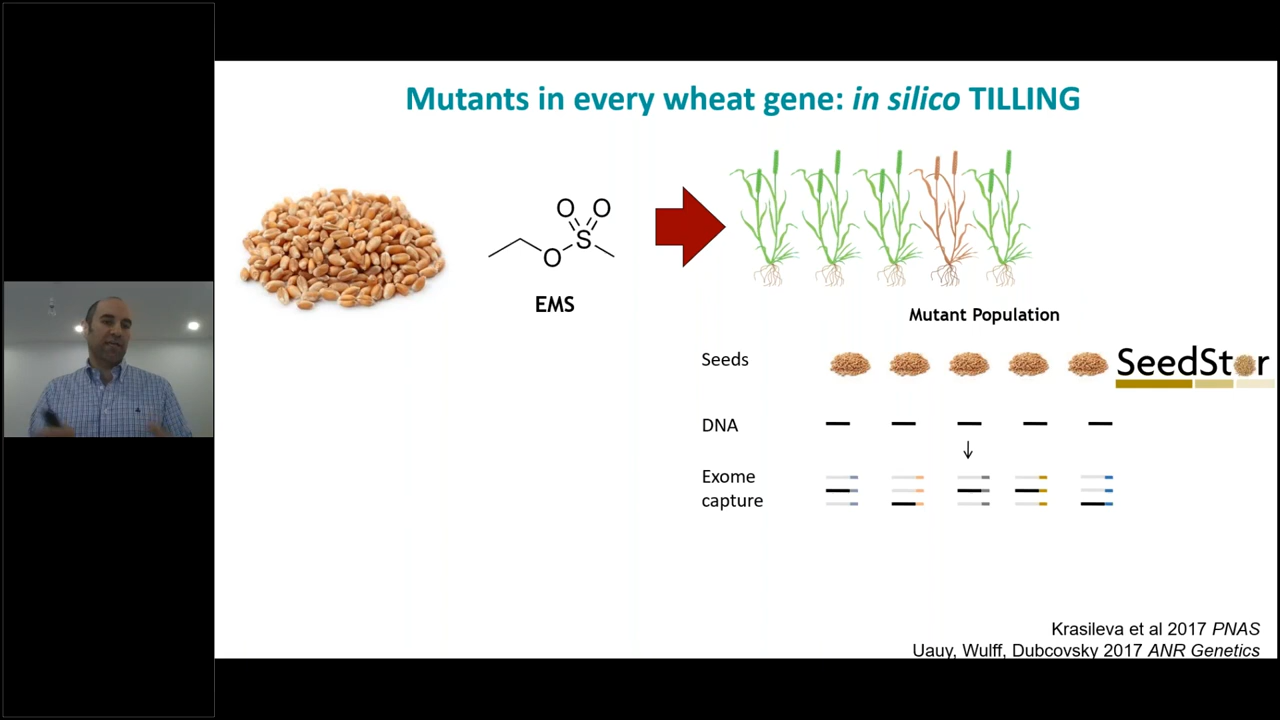 Mutants in every wheat gene: in silico TILLING
O O
S
O
EMS
Mutant Population
Seeds
SeedStor
DNA
Exome
capture
Krasileva et al 2017 PNAS
Uauy, Wulff, Dubcovsky 2017 ANR Genetics